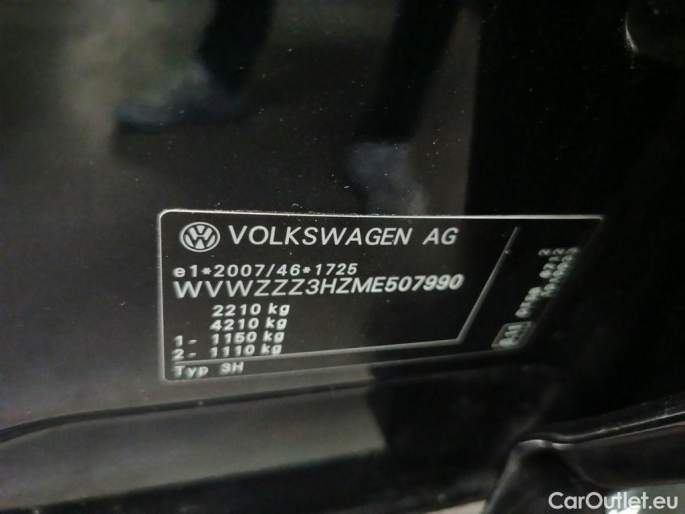 VOLKSWAGEN AG
e1*2007/46*1725
WVWZZZ3HZME507990
2210 kg
4210 kg
1- 1150 kg
2- 1110 kg
Typ 3H
CarOutlet.eu